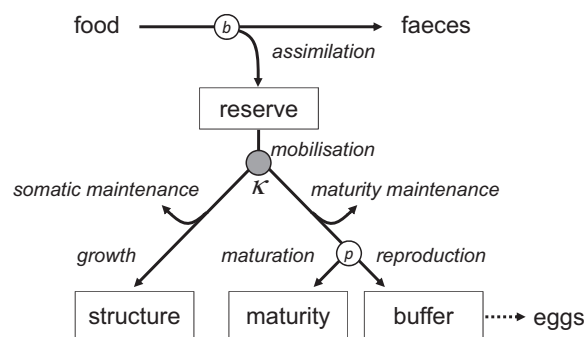 food
b
faeces
assimilation
reserve
mobilisation
κ
somatic maintenance
maturity maintenance
growth
maturation
p
reproduction
structure
maturity
buffer
eggs